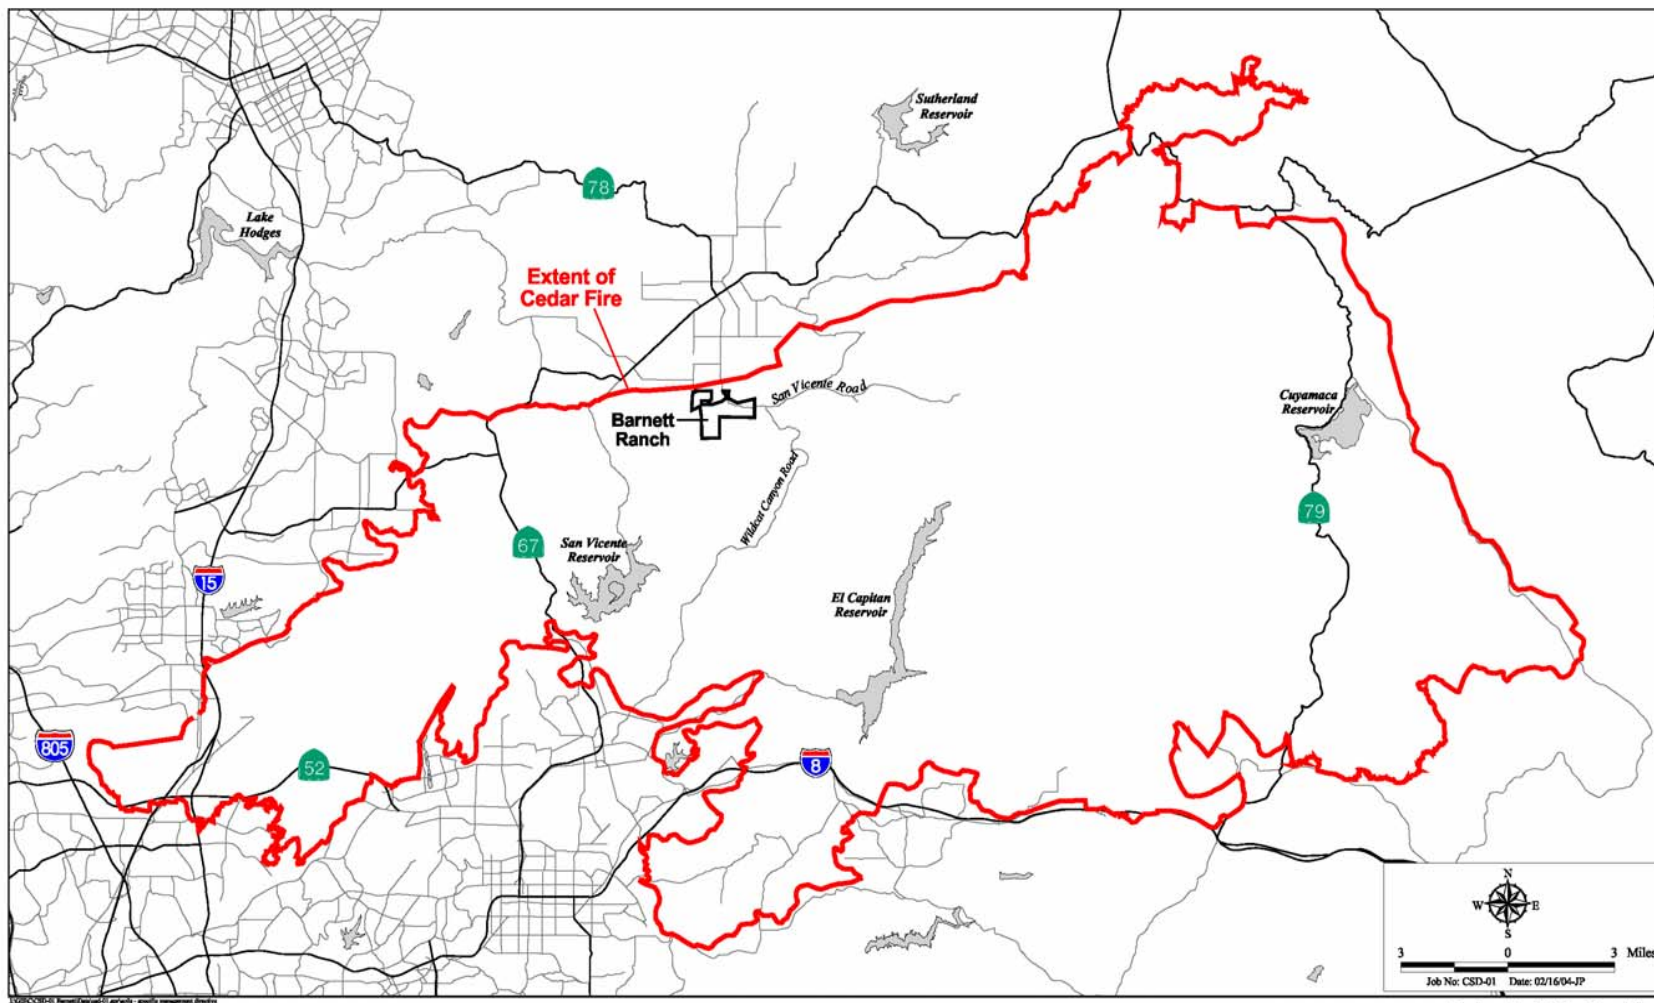 Sutherland
Reservoir
78
Lake
Hodges
Extent of
Cedar Fire
San Vicente Road
Barnett
Ranch
Cuyamaca
Reservoir
Wildcat Canyon Road
79
67
San Vicente
Reservoir
15
El Capitan
Reservoir
805
52
8
N
W
E
S
3
0
3
Miles
Job No: CSD-01 Date: 02/16/04-JP